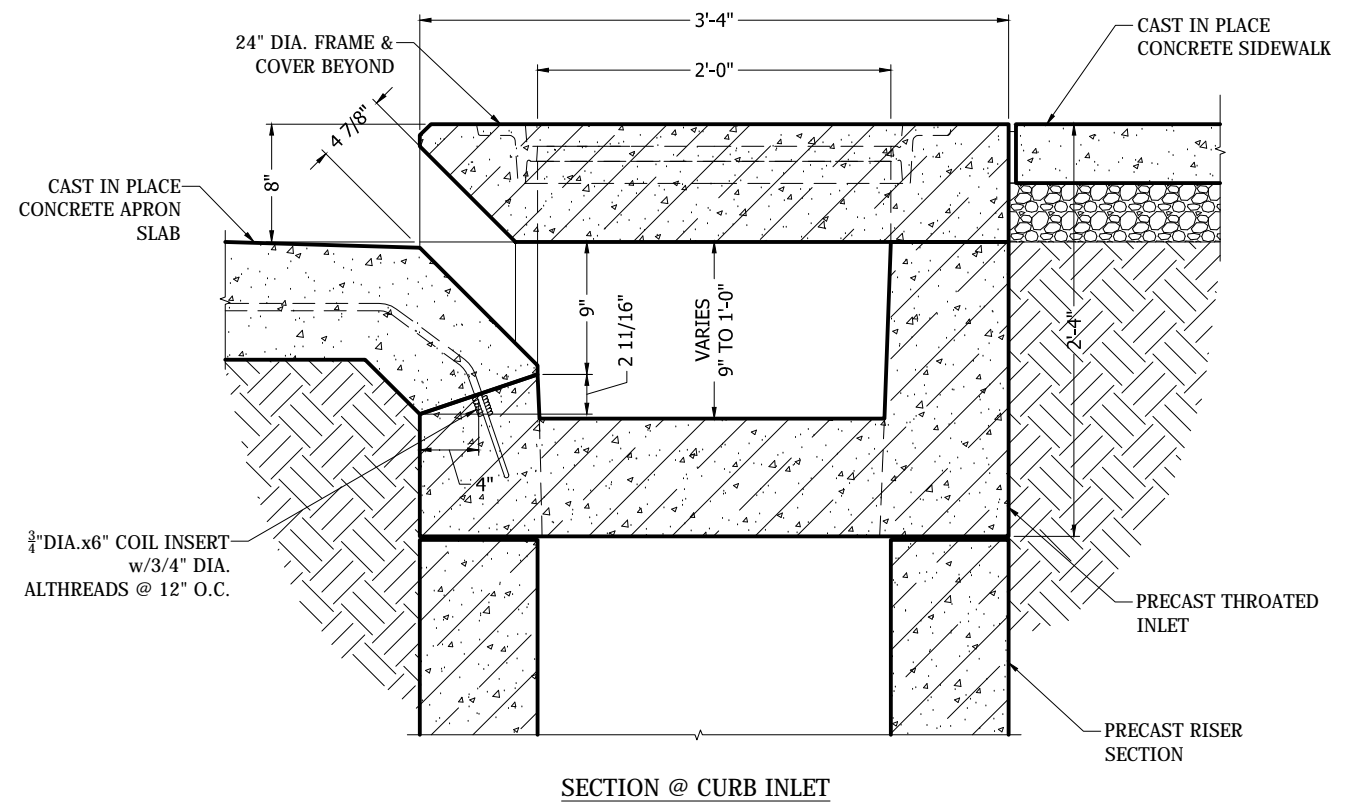 3'-4"
24" DIA. FRAME &
COVER BEYOND
CAST IN PLACE
CONCRETE SIDEWALK
2'-0"
4 7/8"
8"
CAST IN PLACE
CONCRETE APRON
SLAB
9"
2 11/16"
VARIES
9" TO 1'-0"
2'-4"
4"
3/4"DIA.x6" COIL INSERT
w/3/4" DIA.
ALTHREADS @ 12" O.C.
PRECAST THROATED
INLET
PRECAST RISER
SECTION
SECTION @ CURB INLET